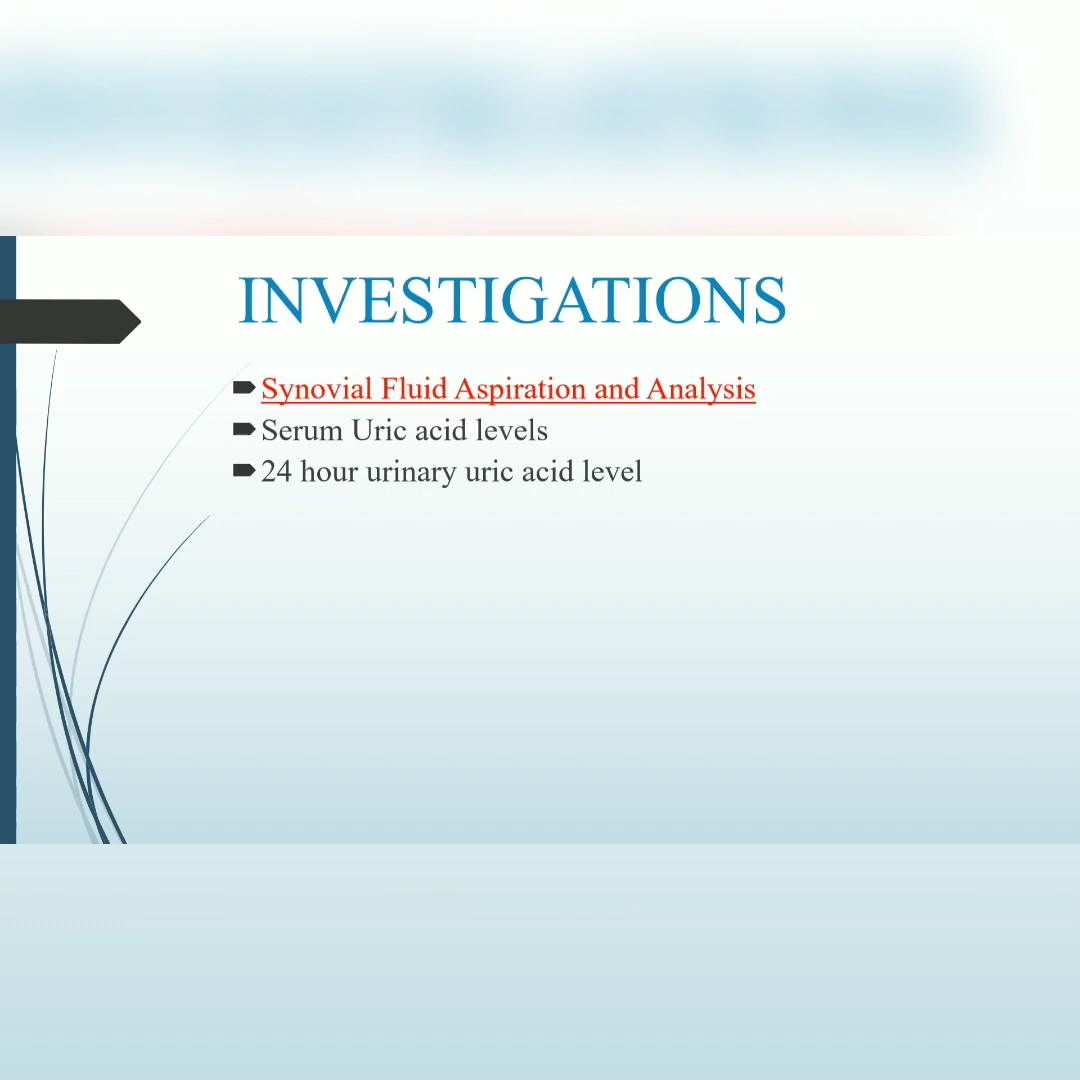 INVESTIGATIONS
Synovial Fluid Aspiration and Analysis
Serum Uric acid levels
24 hour urinary uric acid level